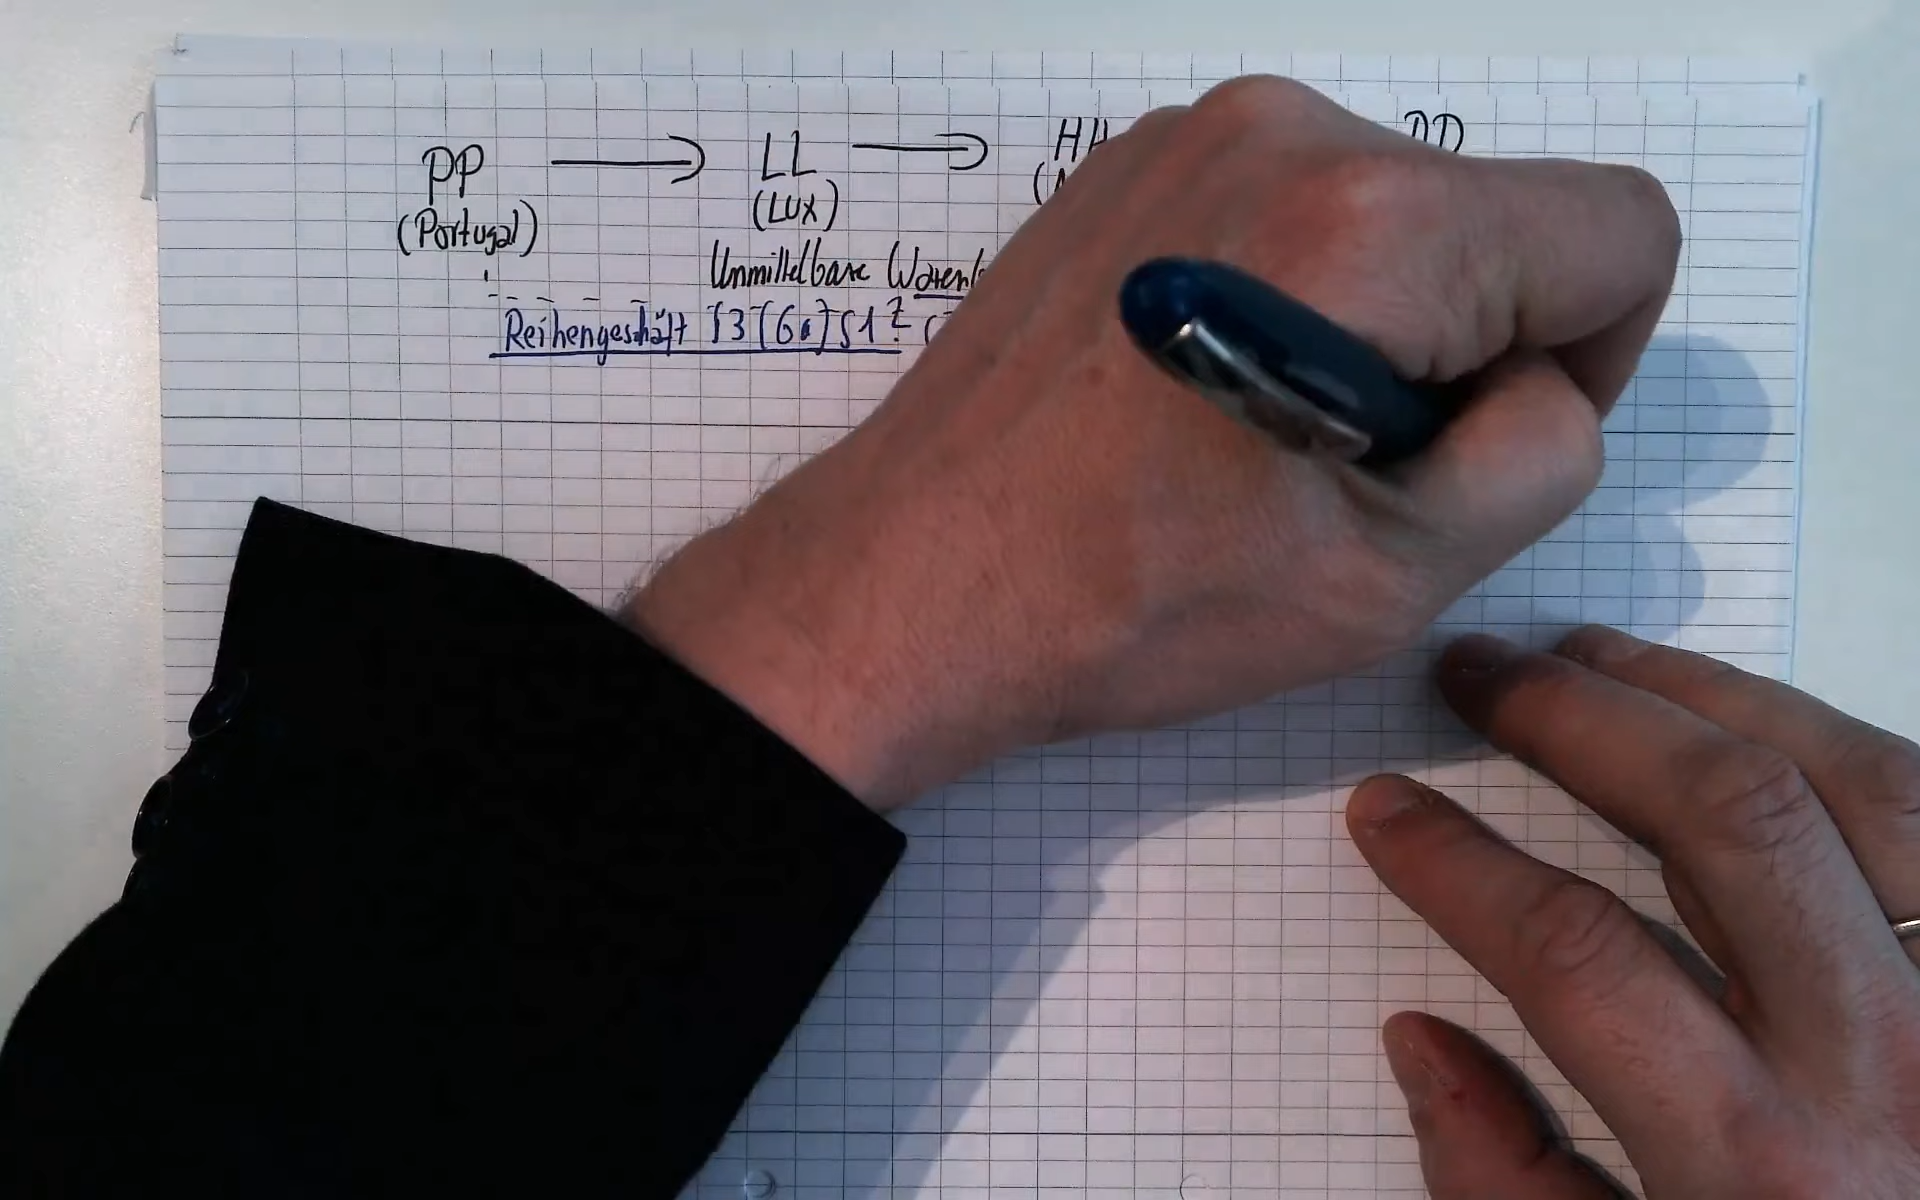 PP LL HH DD
(Portugal) (LUX)
Unmittelbare
Reihengeschäft §3(6a) S1?